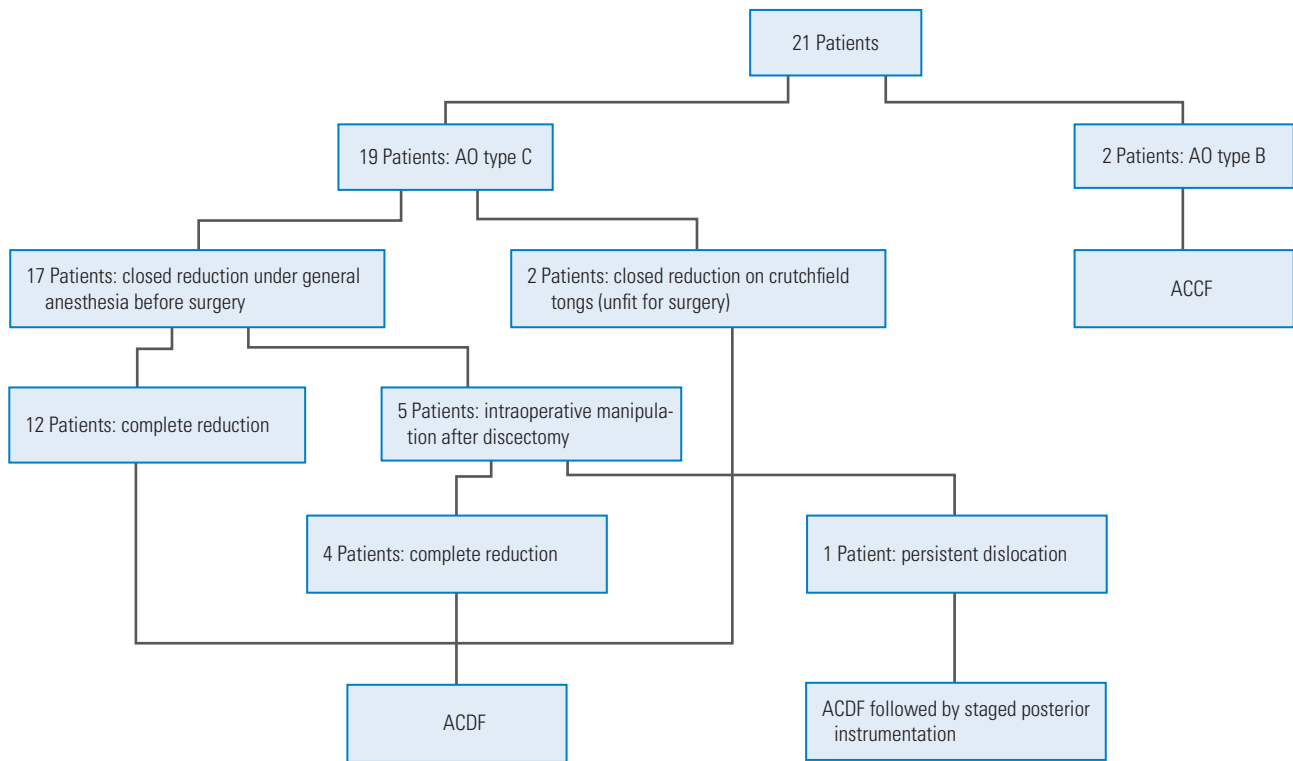 21 Patients
19 Patients: AO type C
2 Patients: AO type B
17 Patients: closed reduction under general
anesthesia before surgery
2 Patients: closed reduction on crutchfield
tongs (unfit for surgery)
ACCF
12 Patients: complete reduction
5 Patients: intraoperative manipula-
tion after discectomy
4 Patients: complete reduction
1 Patient: persistent dislocation
ACDF
ACDF followed by staged posterior
instrumentation